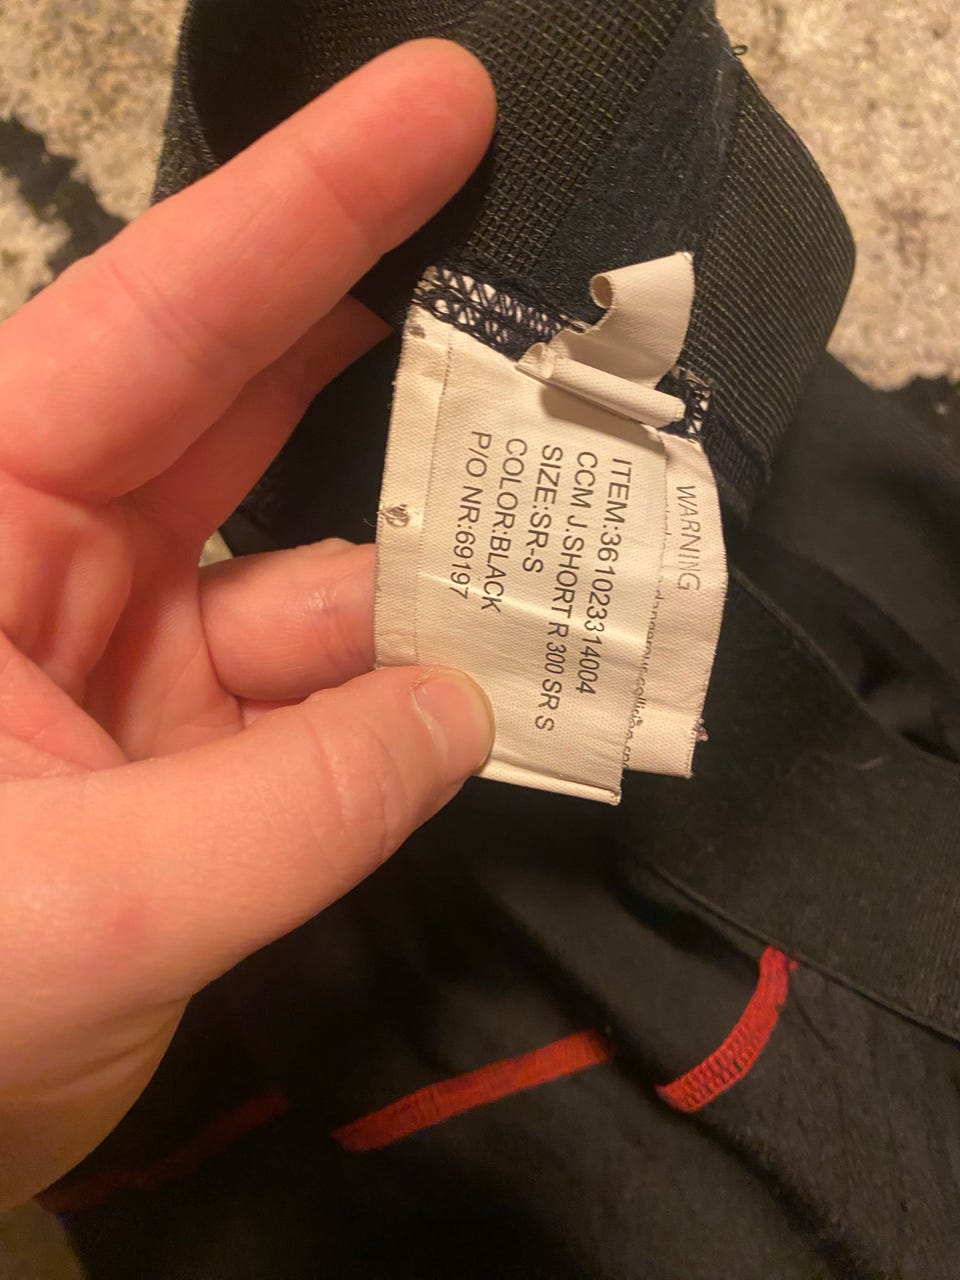 ITEM:361023314004
CCM J.SHORT R 300 SR S
SIZE:SR-S
COLOR:BLACK
P/O NR:69197
WARNING